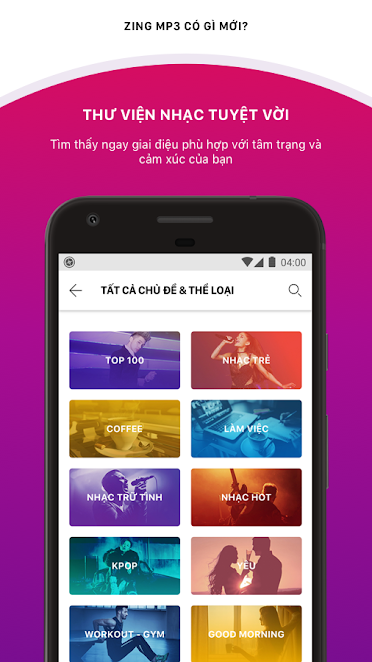 ZING MP3 CÓ GÌ MỚI?
THƯ VIỆN NHẠC TUYỆT VỜI
Tìm thấy ngay giai điệu phù hợp với tâm trạng và
cảm xúc của bạn
04:00
TẤT CẢ CHỦ ĐỀ & THỂ LOẠI
TOP 100
NHẠC TRẺ
COFFEE
LÀM VIỆC
NHẠC TRỮ TÌNH
NHẠC HOT
KPOP
YÊU
WORKOUT - GYM
GOOD MORNING